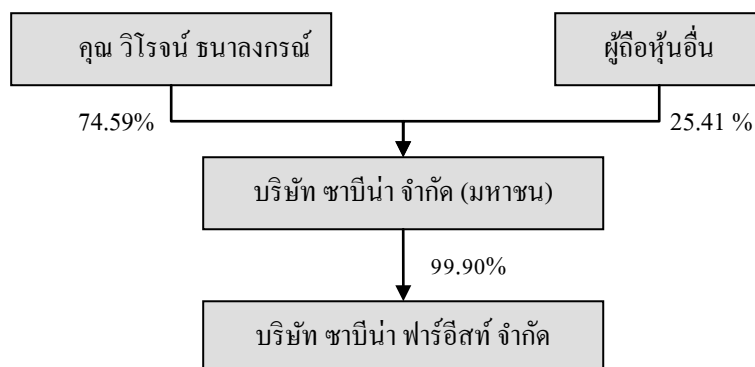 คุณ วิโรจน์ ธนาลงกรณ์
ผู้ถือหุ้นอื่น
74.59%
25.41 %
บริษัท ซาบีน่า จำกัด (มหาชน)
99.90%
บริษัท ซาบีน่า ฟาร์อีสท์ จำกัด